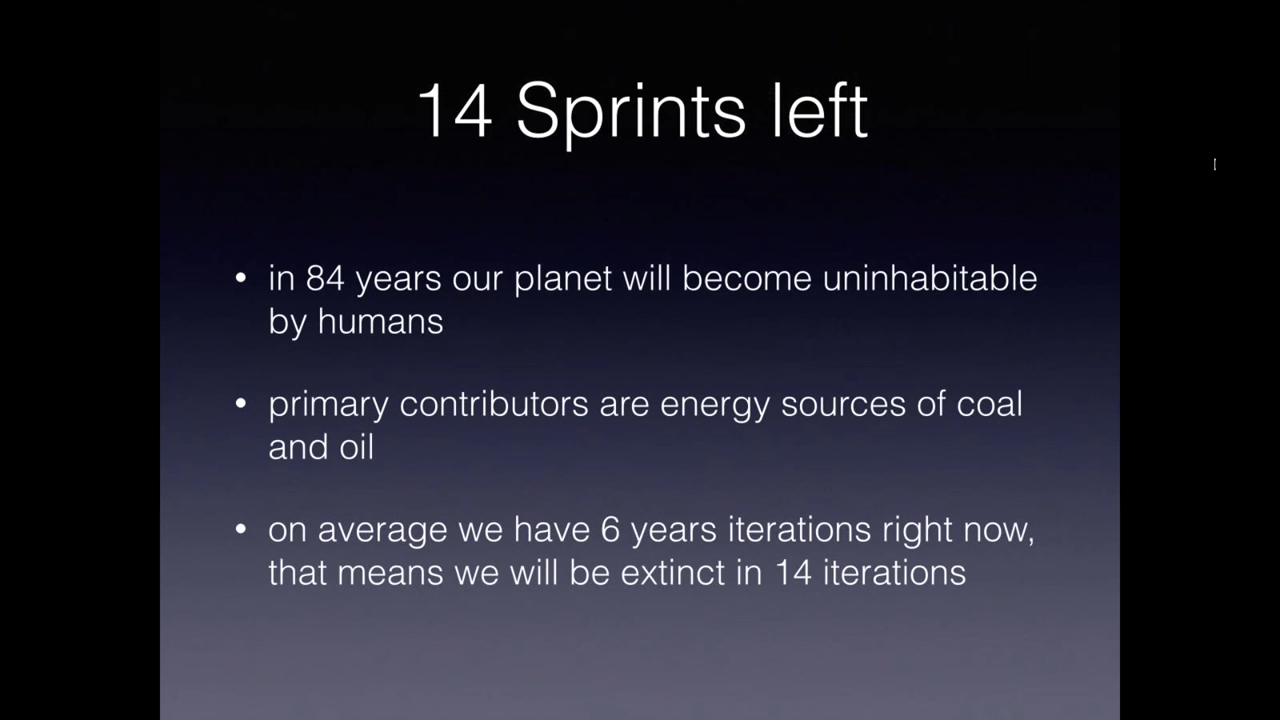 14 Sprints left
• in 84 years our planet will become uninhabitable
by humans
• primary contributors are energy sources of coal
and oil
• on average we have 6 years iterations right now,
that means we will be extinct in 14 iterations